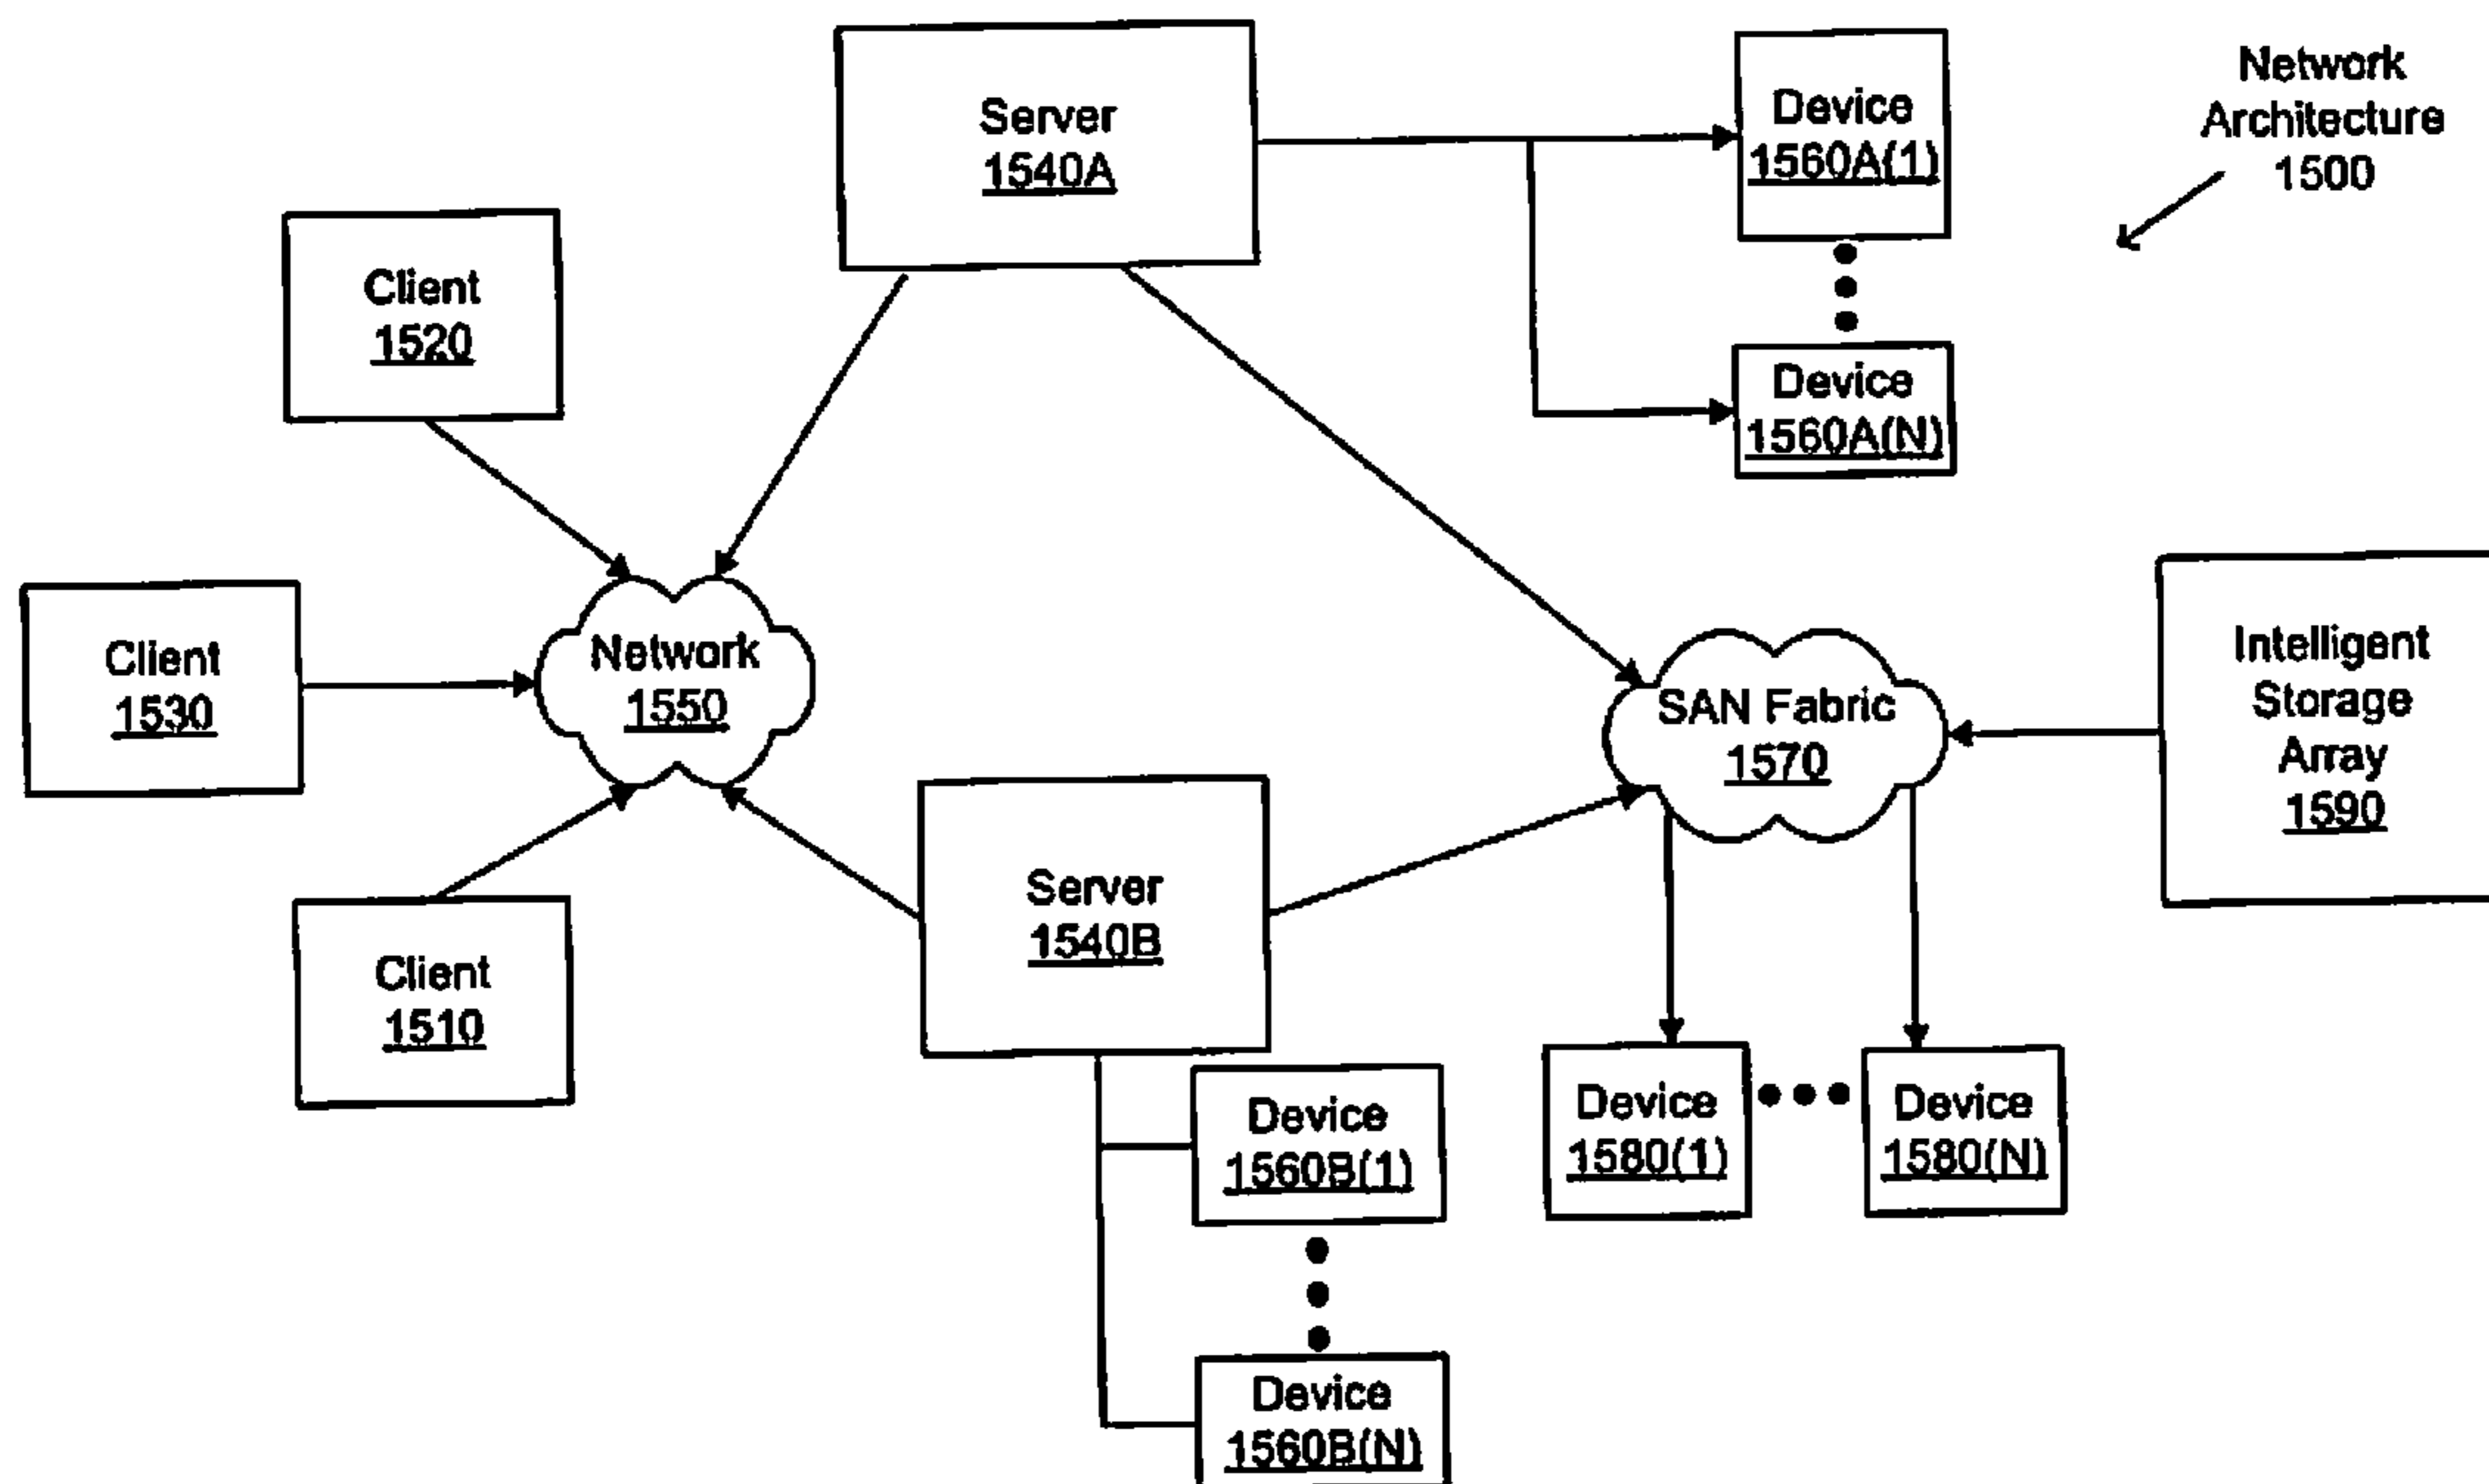 Server
1540A
Device
1560A(1)
Network
Architecture
1500
Client
1520
Device
1560A(N)
Client
1530
Network
1550
SAN Fabric
1570
Intelligent
Storage
Array
1590
Server
1540B
Client
1510
Device
1560B(1)
Device
1580(1)
Device
1580(N)
Device
1560B(N)